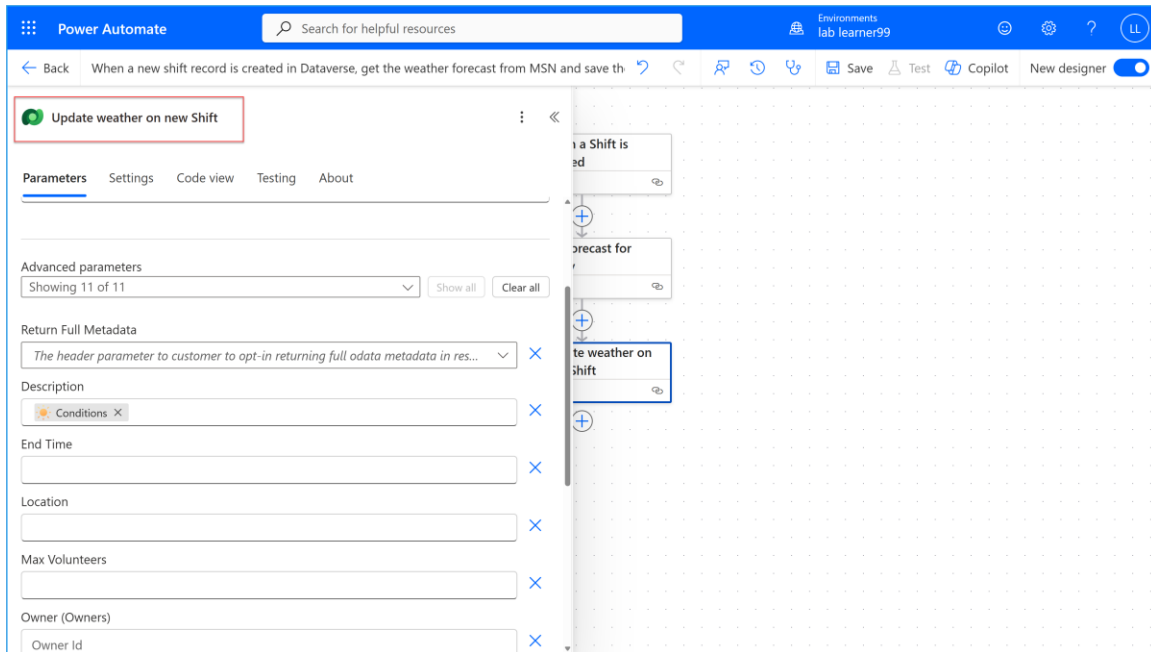 Power Automate
Search for helpful resources
Environments
lab learner99
?
LL
Back
When a new shift record is created in Dataverse, get the weather forecast from MSN and save th
Save
Test
Copilot
New designer
Update weather on new Shift
Parameters
Settings
Code view
Testing
About
Advanced parameters
Showing 11 of 11
Show all
Clear all
Return Full Metadata
The header parameter to customer to opt-in returning full odata metadata in res...
Description
Conditions
End Time
Location
Max Volunteers
Owner (Owners)
Owner Id
a Shift is
ed
orecast for
te weather on
Shift